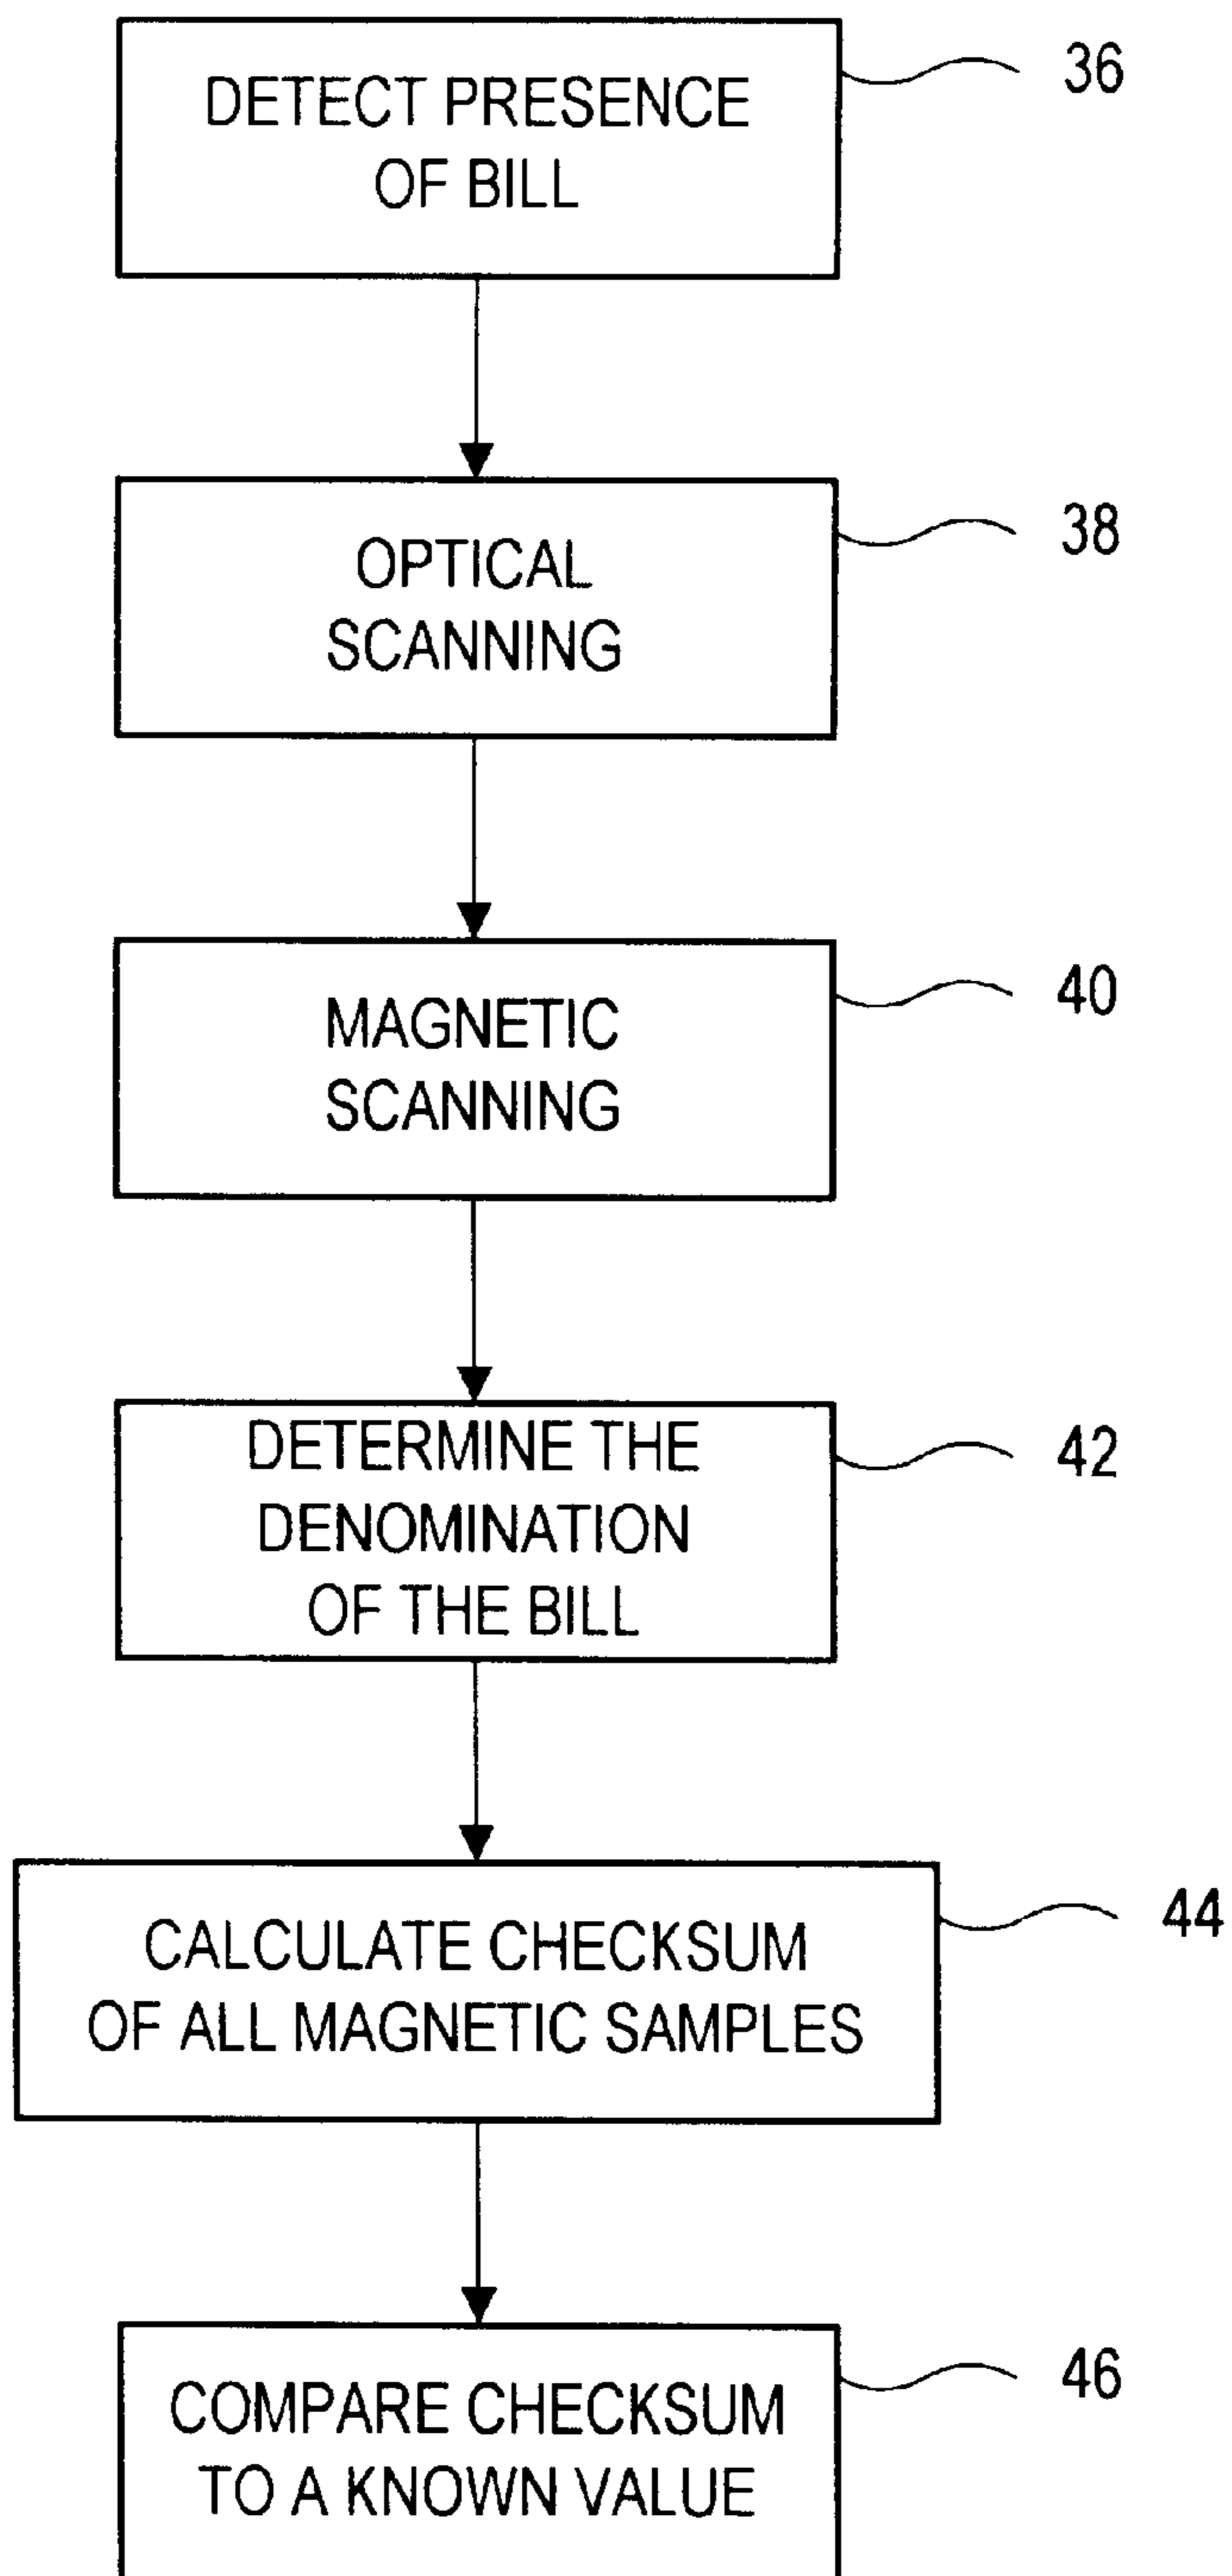 DETECT PRESENCE
OF BILL
36
OPTICAL
SCANNING
38
MAGNETIC
SCANNING
40
DETERMINE THE
DENOMINATION
OF THE BILL
42
CALCULATE CHECKSUM
OF ALL MAGNETIC SAMPLES
44
COMPARE CHECKSUM
TO A KNOWN VALUE
46